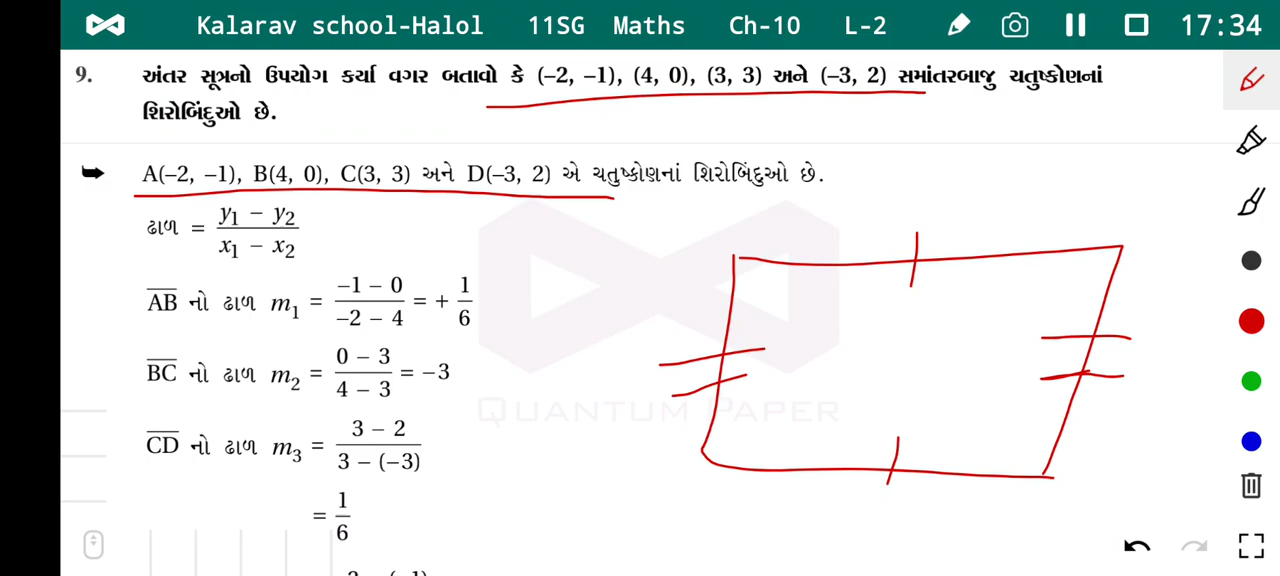 Kalarav school-Halol 11SG Maths Ch-10 L-2 17:34
9. અંતર સૂત્રનો ઉપયોગ કર્યા વગર બતાવો કે (–2, –1), (4, 0), (3, 3) અને (–3, 2) સમાંતરબાજુ ચતુષ્કોણનાં
શિરોબિંદુઓ છે.
➥ A(–2, –1), B(4, 0), C(3, 3) અને D(–3, 2) એ ચતુષ્કોણનાં શિરોબિંદુઓ છે.
ઢાળ = (y₁ – y₂)/(x₁ – x₂)
A̅B̅ નો ઢાળ m₁ = (–1 – 0)/(–2 – 4) = + 1/6
B̅C̅ નો ઢાળ m₂ = (0 – 3)/(4 – 3) = –3
QUANTUM PAPER
C̅D̅ નો ઢાળ m₃ = (3 – 2)/(3 – (–3))
= 1/6